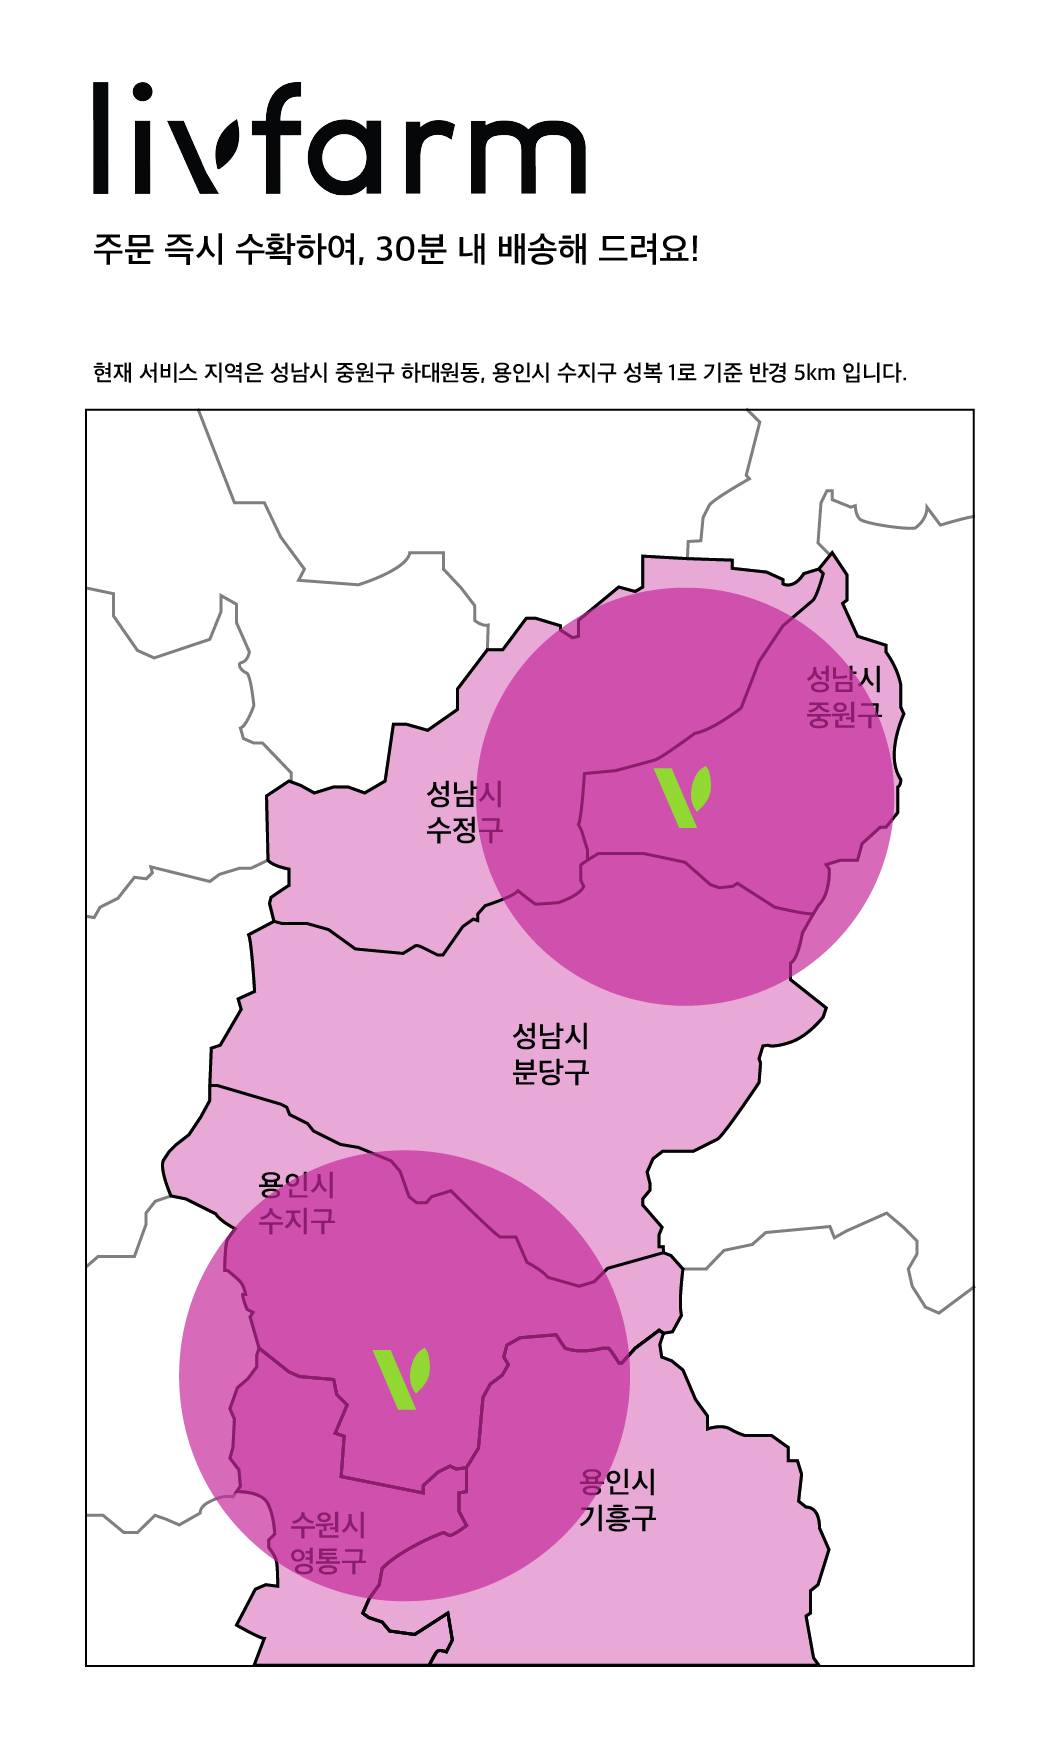 livfarm
주문 즉시 수확하여, 30분 내 배송해 드려요!
현재 서비스 지역은 성남시 중원구 하대원동, 용인시 수지구 성복 1로 기준 반경 5km 입니다.
성남시
중원구
성남시
수정구
성남시
분당구
용인시
수지구
용인시
기흥구
수원시
영통구